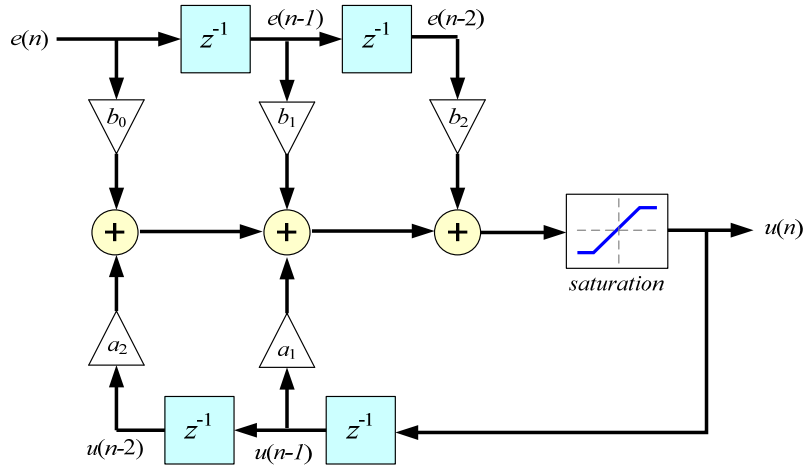 e(n)
z⁻¹
e(n-1)
z⁻¹
e(n-2)
b₀
b₁
b₂
+
+
+
u(n)
saturation
a₂
a₁
u(n-2)
z⁻¹
u(n-1)
z⁻¹